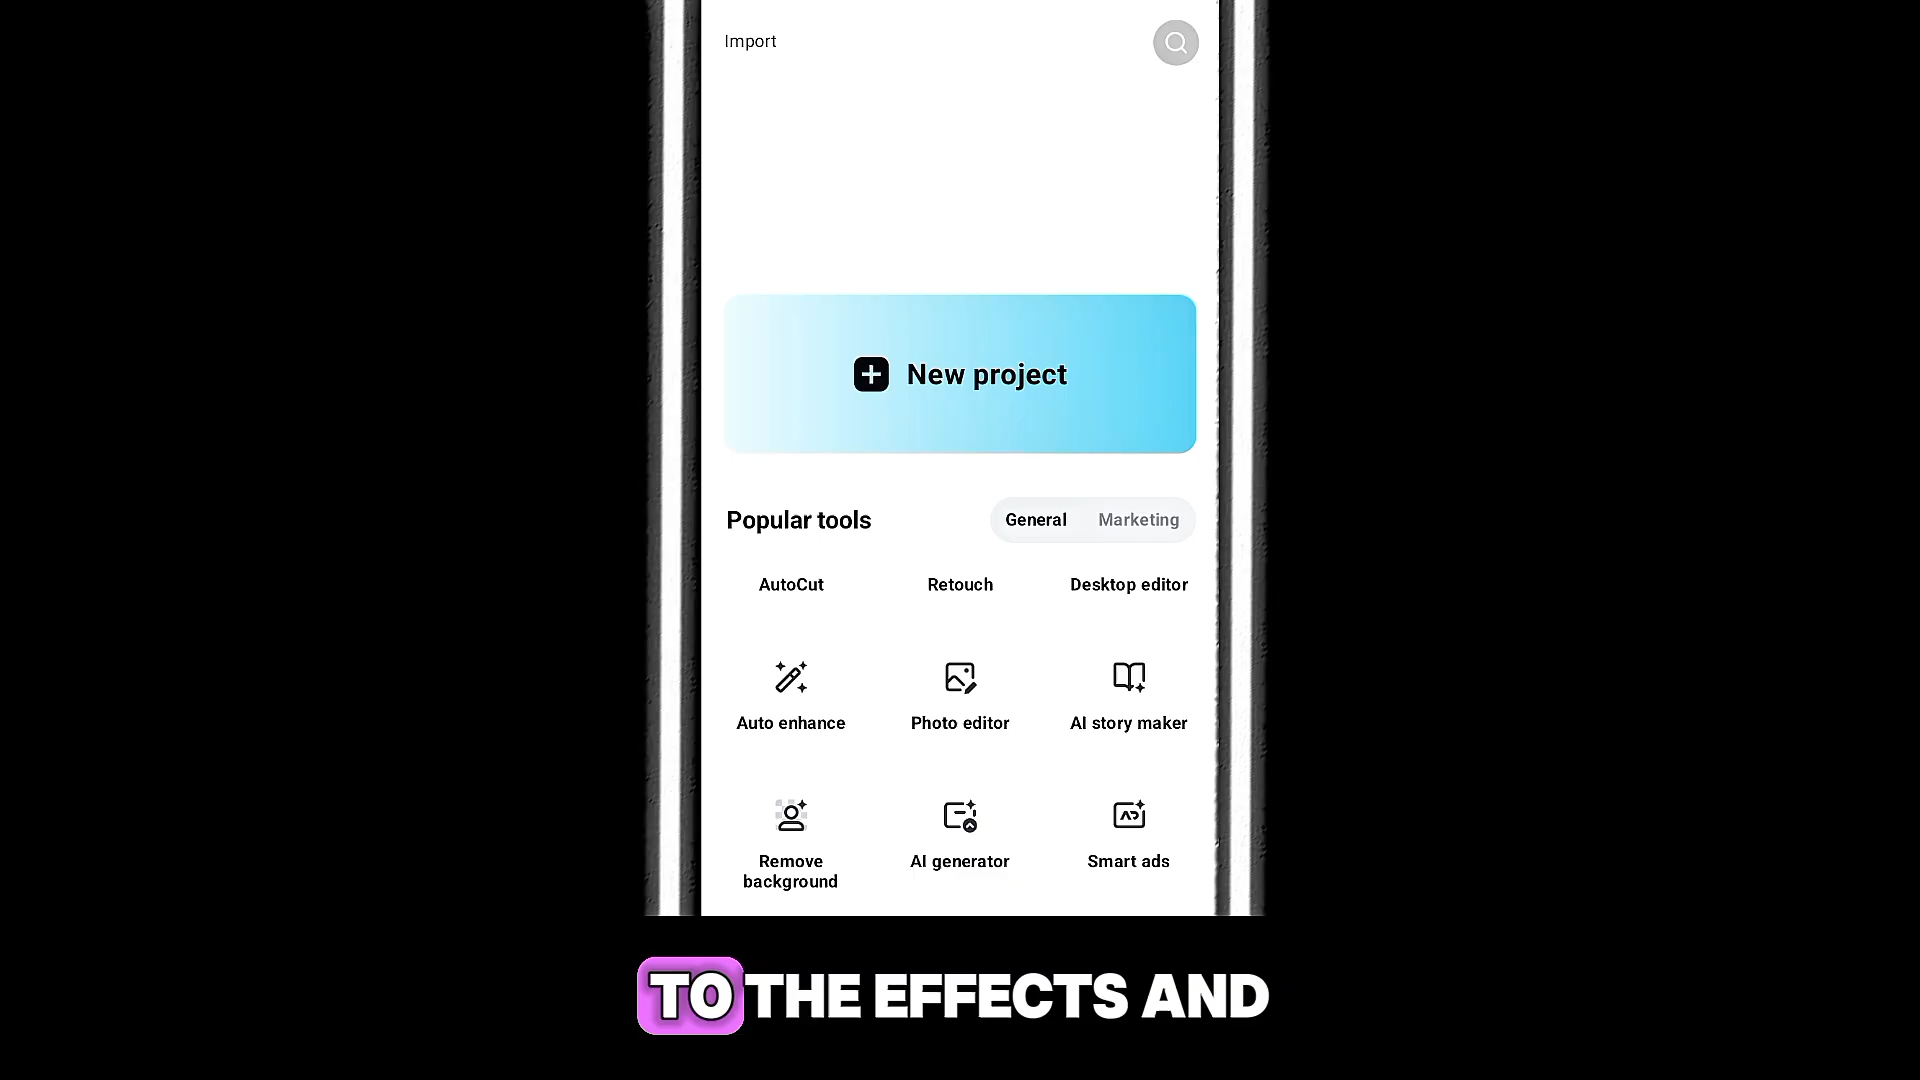 Import
New project
Popular tools
General Marketing
AutoCut Retouch Desktop editor
Auto enhance Photo editor AI story maker
Remove background AI generator Smart ads
TO THE EFFECTS AND